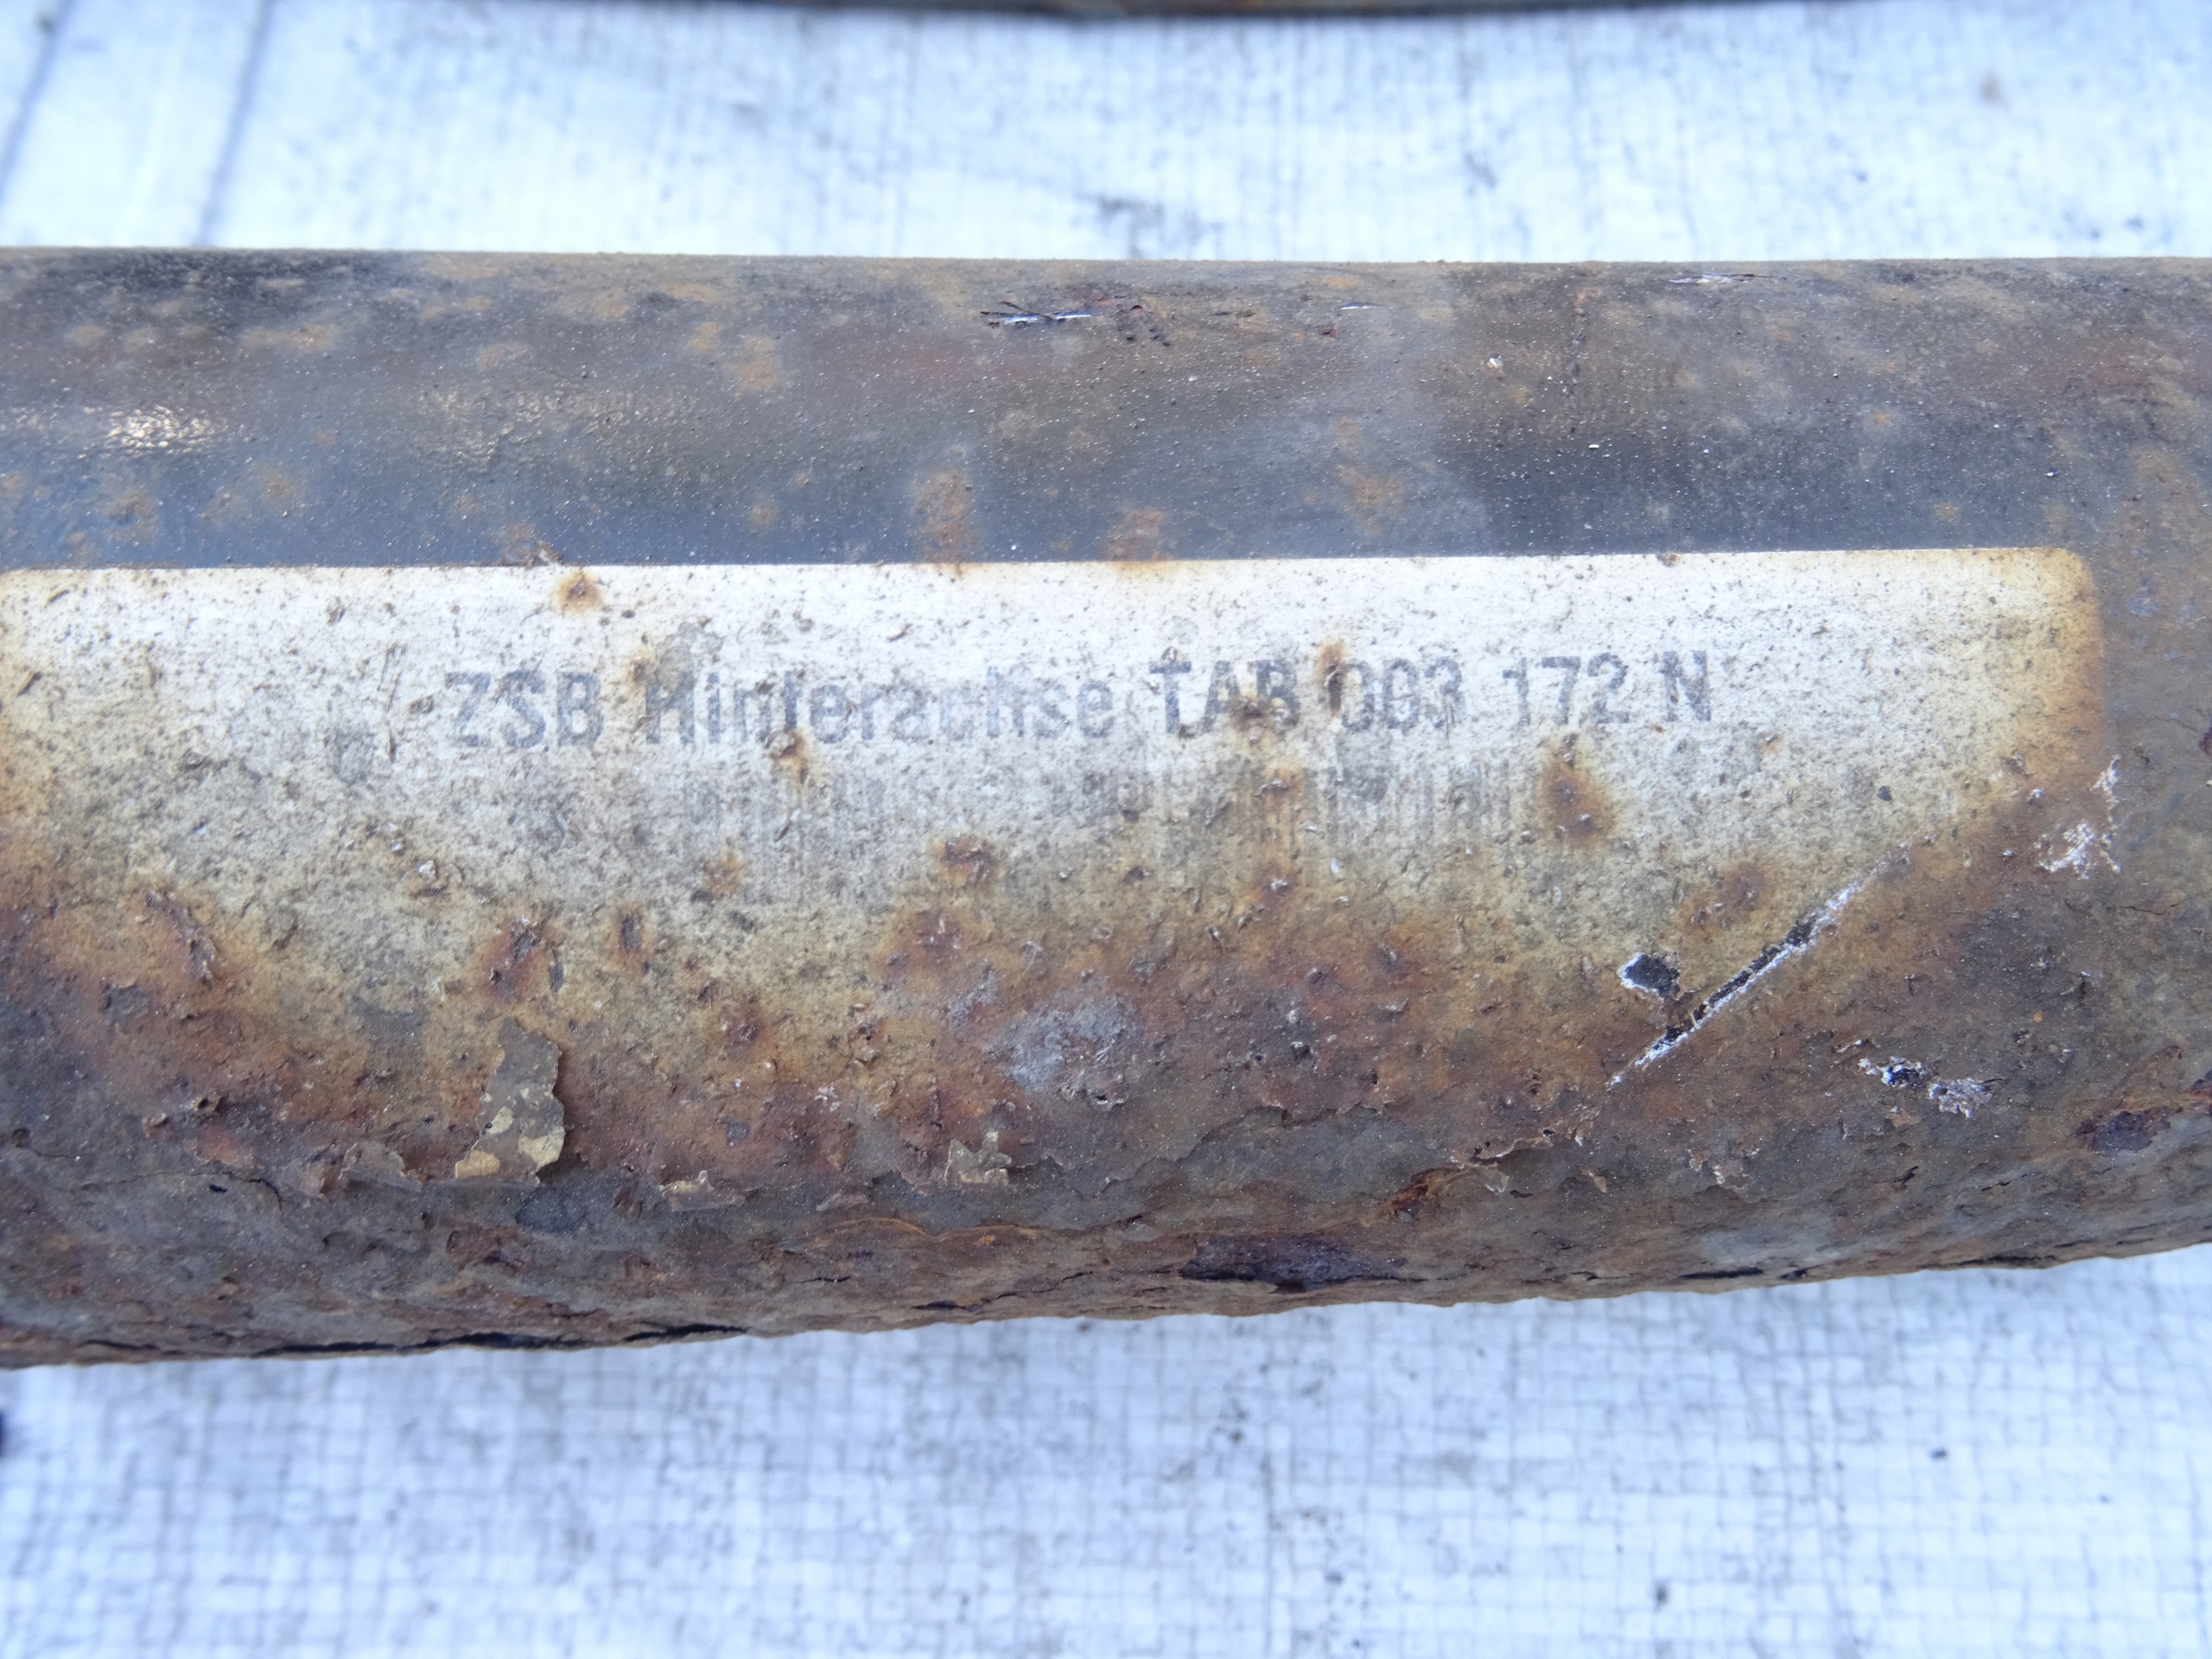 ZSB Hinterachse TAB 003 172 N